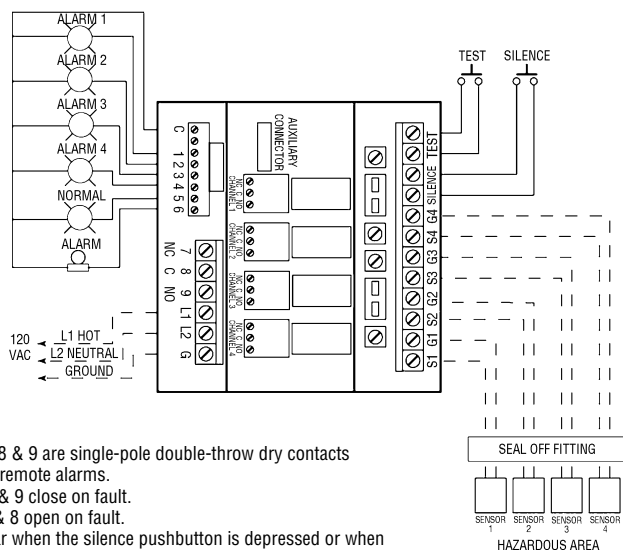 ALARM 1
ALARM 2
ALARM 3
ALARM 4
NORMAL
ALARM
120
VAC
L1 HOT
L2 NEUTRAL
GROUND
C
1
2
3
4
5
6
7
8
9
NC
C
NO
L1
L2
G
AUXILIARY
CONNECTOR
NC C NO
CHANNEL 1
NC C NO
CHANNEL 2
NC C NO
CHANNEL 3
NC C NO
CHANNEL 4
TEST
SILENCE
TEST
SILENCE
G4
S4
G3
S3
G2
S2
G1
S1
SEAL OFF FITTING
SENSOR
1
SENSOR
2
SENSOR
3
SENSOR
4
HAZARDOUS AREA
8 & 9 are single-pole double-throw dry contacts
remote alarms.
& 9 close on fault.
& 8 open on fault.
when the silence pushbutton is depressed or when